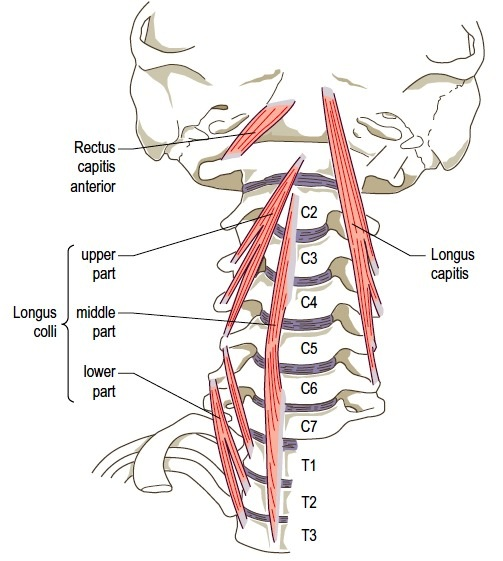 Rectus
capitis
anterior
upper
part
Longus
colli
middle
part
lower
part
Longus
capitis
C2
C3
C4
C5
C6
C7
T1
T2
T3